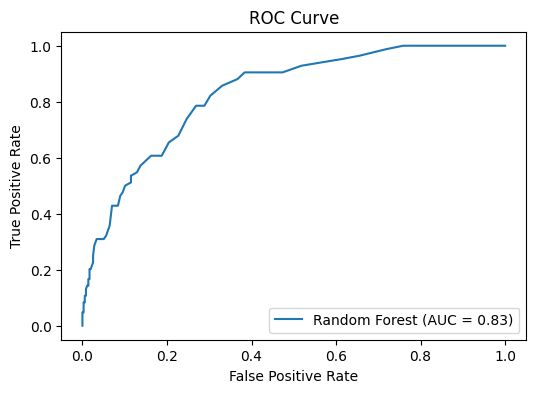 ROC Curve
1.0
0.8
0.6
0.4
0.2
0.0
True Positive Rate
Random Forest (AUC = 0.83)
0.0 0.2 0.4 0.6 0.8 1.0
False Positive Rate